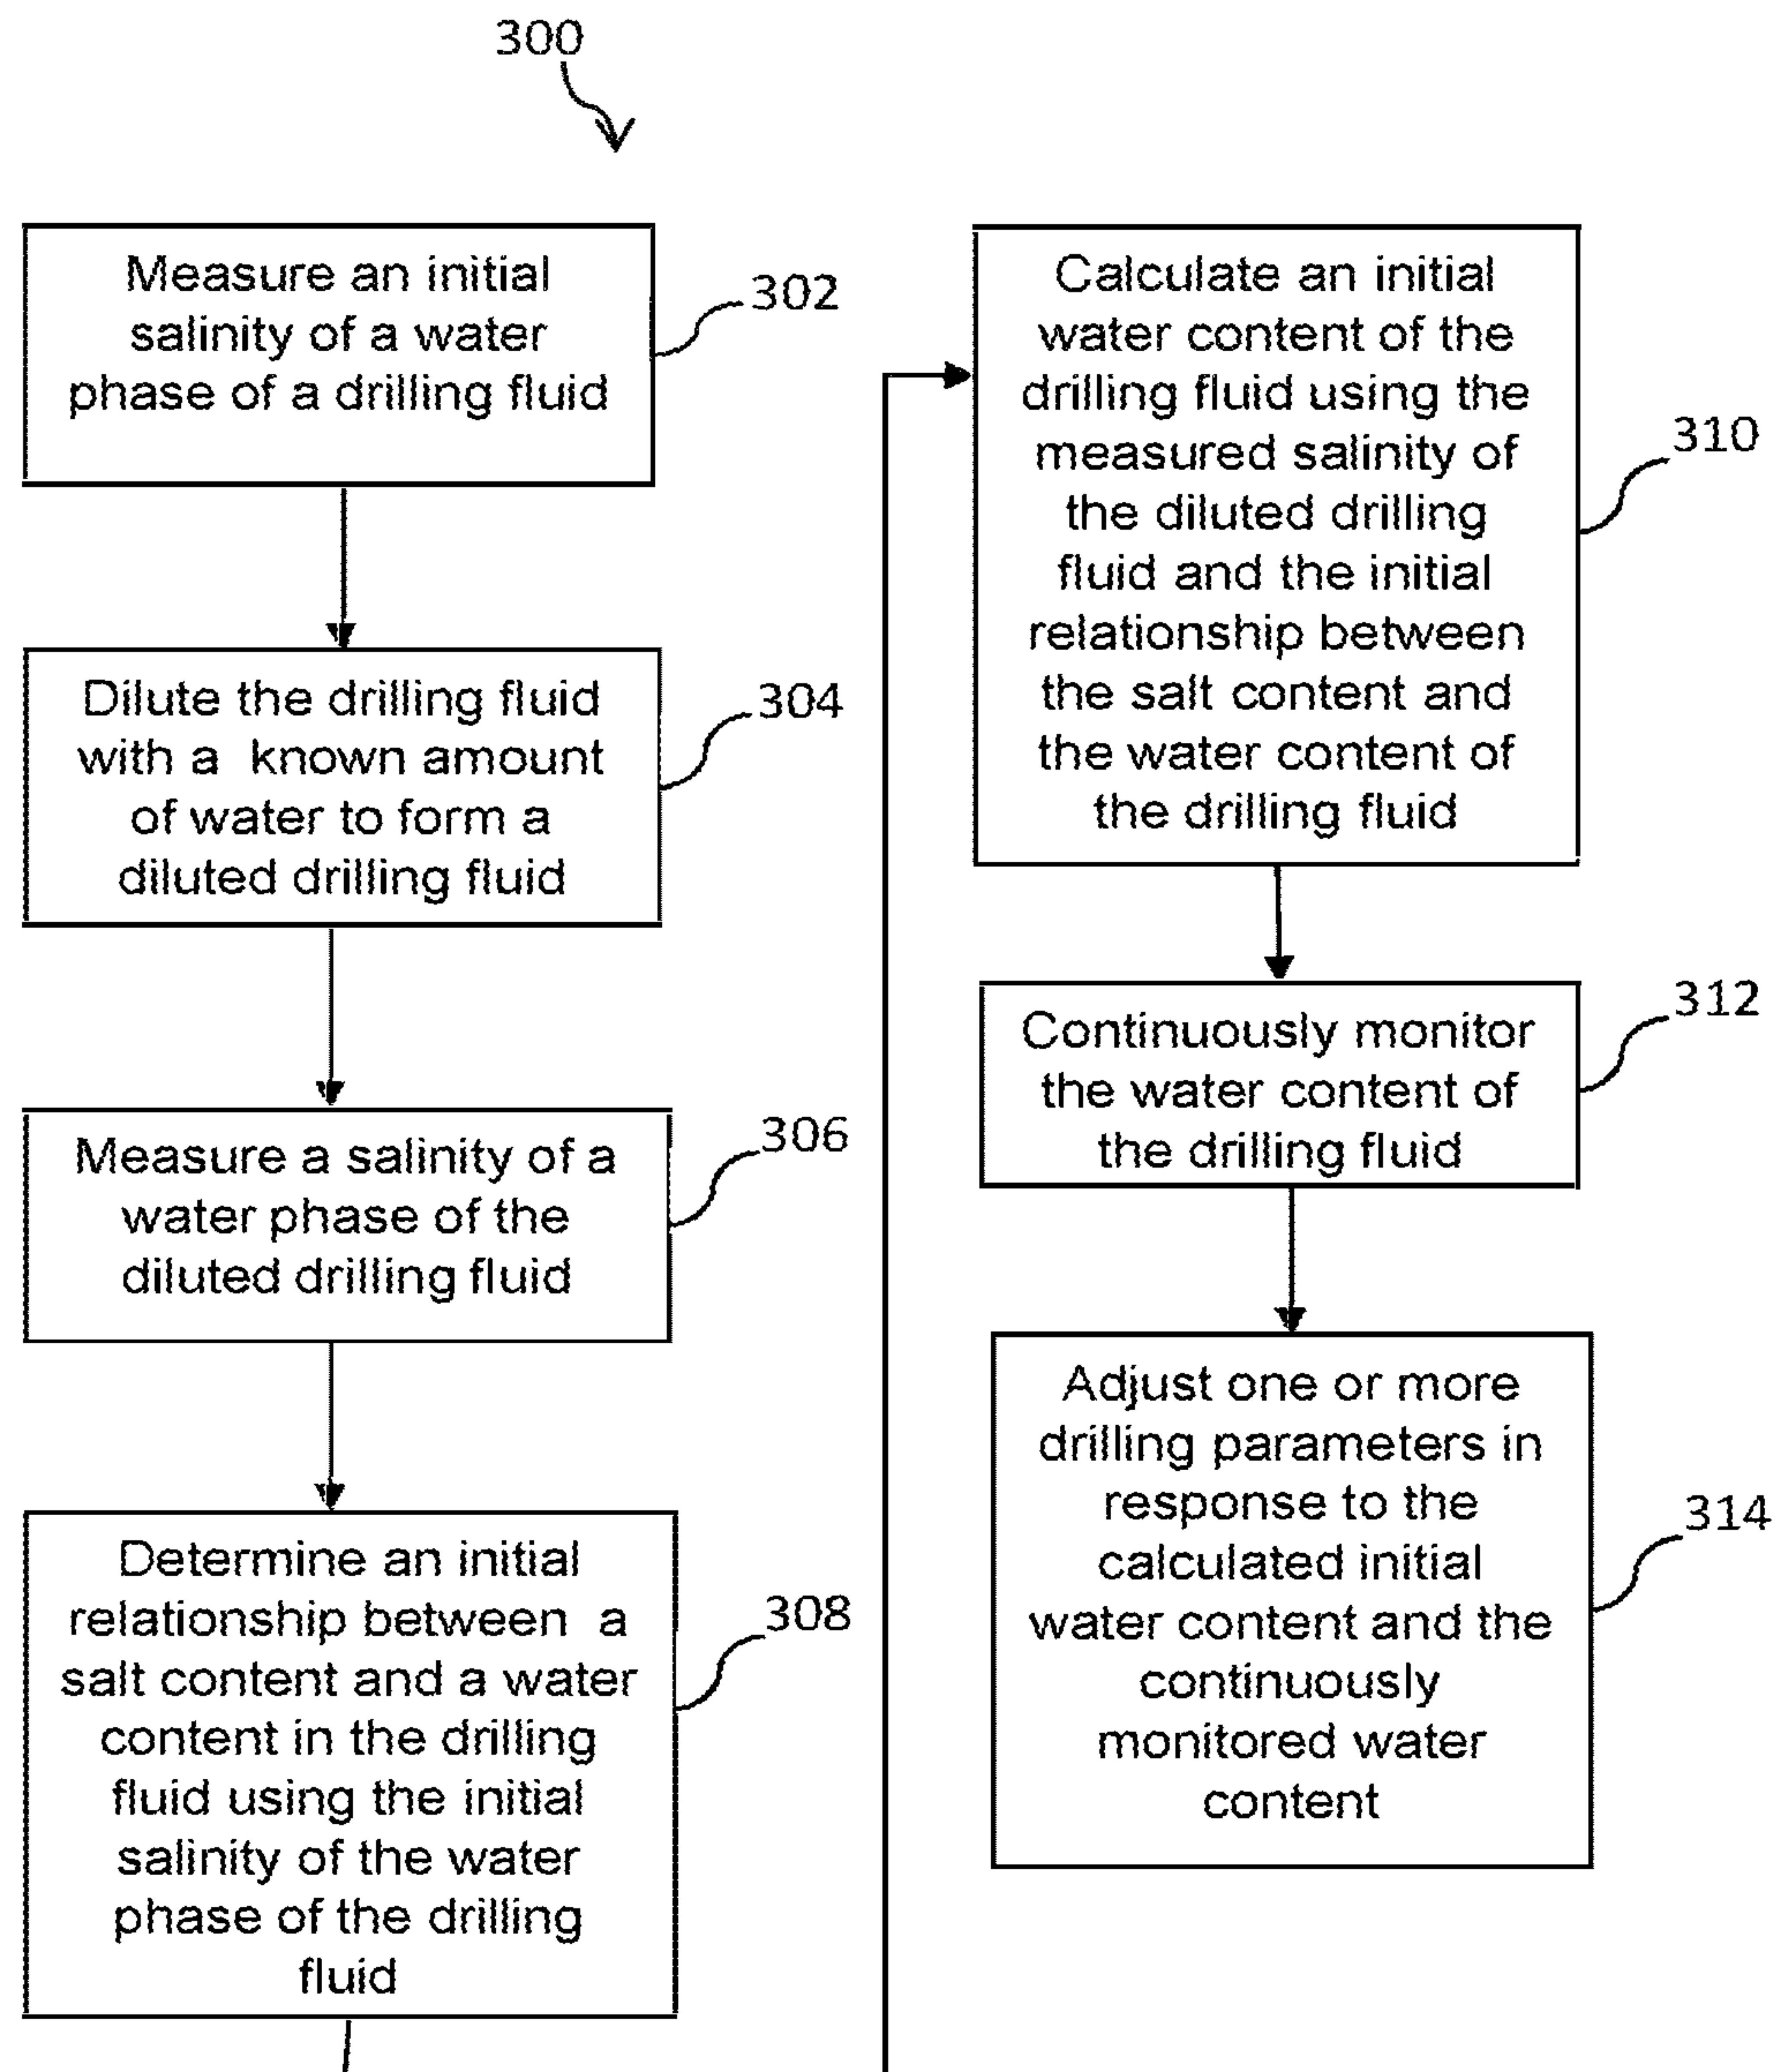 300
Measure an initial
salinity of a water
phase of a drilling fluid
302
Dilute the drilling fluid
with a known amount
of water to form a
diluted drilling fluid
304
Measure a salinity of a
water phase of the
diluted drilling fluid
306
Determine an initial
relationship between a
salt content and a water
content in the drilling
fluid using the initial
salinity of the water
phase of the drilling
fluid
308
Calculate an initial
water content of the
drilling fluid using the
measured salinity of
the diluted drilling
fluid and the initial
relationship between
the salt content and
the water content of
the drilling fluid
310
Continuously monitor
the water content of
the drilling fluid
312
Adjust one or more
drilling parameters in
response to the
calculated initial
water content and the
continuously
monitored water
content
314